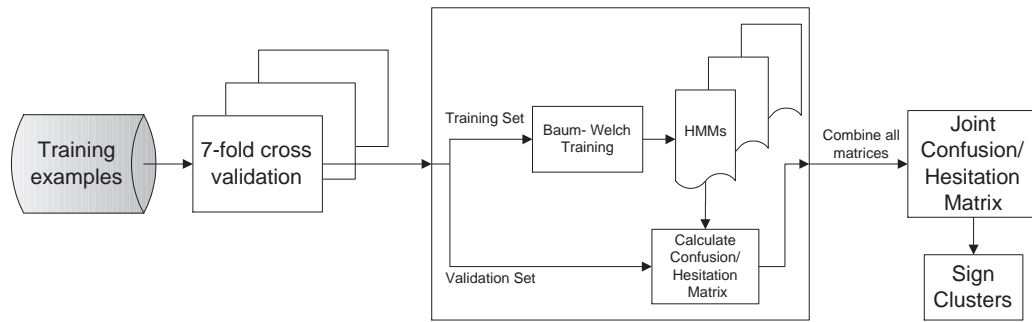 Training
examples
7-fold cross
validation
Training Set
Baum- Welch
Training
HMMs
Validation Set
Calculate
Confusion/
Hesitation
Matrix
Combine all
matrices
Joint
Confusion/
Hesitation
Matrix
Sign
Clusters